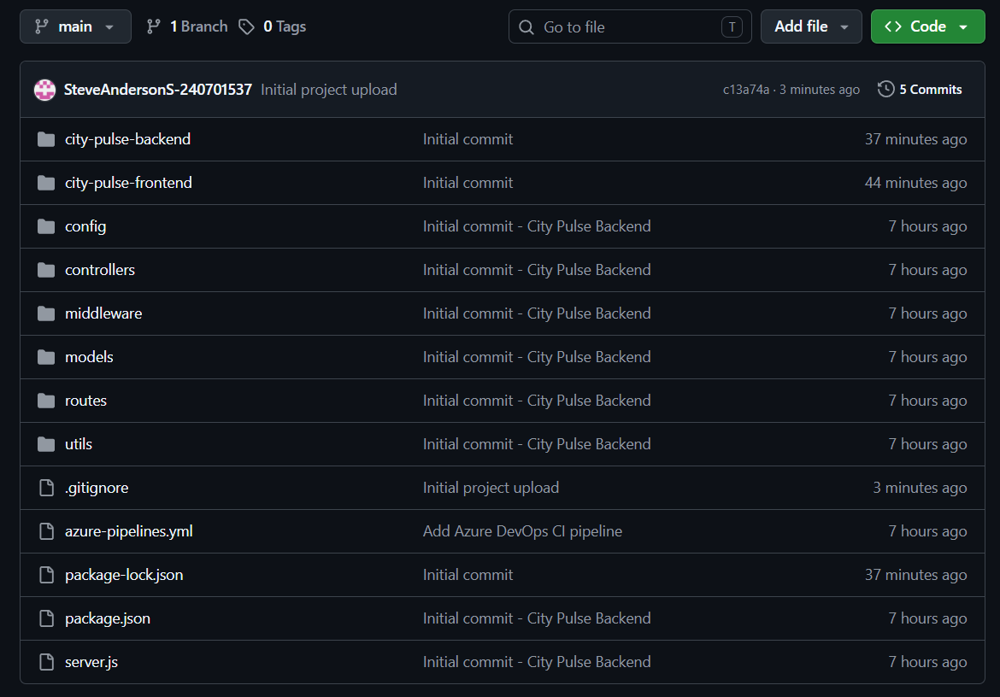 main 1 Branch 0 Tags Go to file T Add file Code
SteveAndersonS-240701537 Initial project upload c13a74a · 3 minutes ago 5 Commits
city-pulse-backend Initial commit 37 minutes ago
city-pulse-frontend Initial commit 44 minutes ago
config Initial commit - City Pulse Backend 7 hours ago
controllers Initial commit - City Pulse Backend 7 hours ago
middleware Initial commit - City Pulse Backend 7 hours ago
models Initial commit - City Pulse Backend 7 hours ago
routes Initial commit - City Pulse Backend 7 hours ago
utils Initial commit - City Pulse Backend 7 hours ago
.gitignore Initial project upload 3 minutes ago
azure-pipelines.yml Add Azure DevOps CI pipeline 7 hours ago
package-lock.json Initial commit 37 minutes ago
package.json Initial commit - City Pulse Backend 7 hours ago
server.js Initial commit - City Pulse Backend 7 hours ago